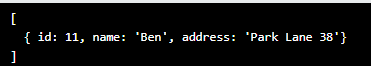 [
  { id: 11, name: 'Ben', address: 'Park Lane 38'}
]